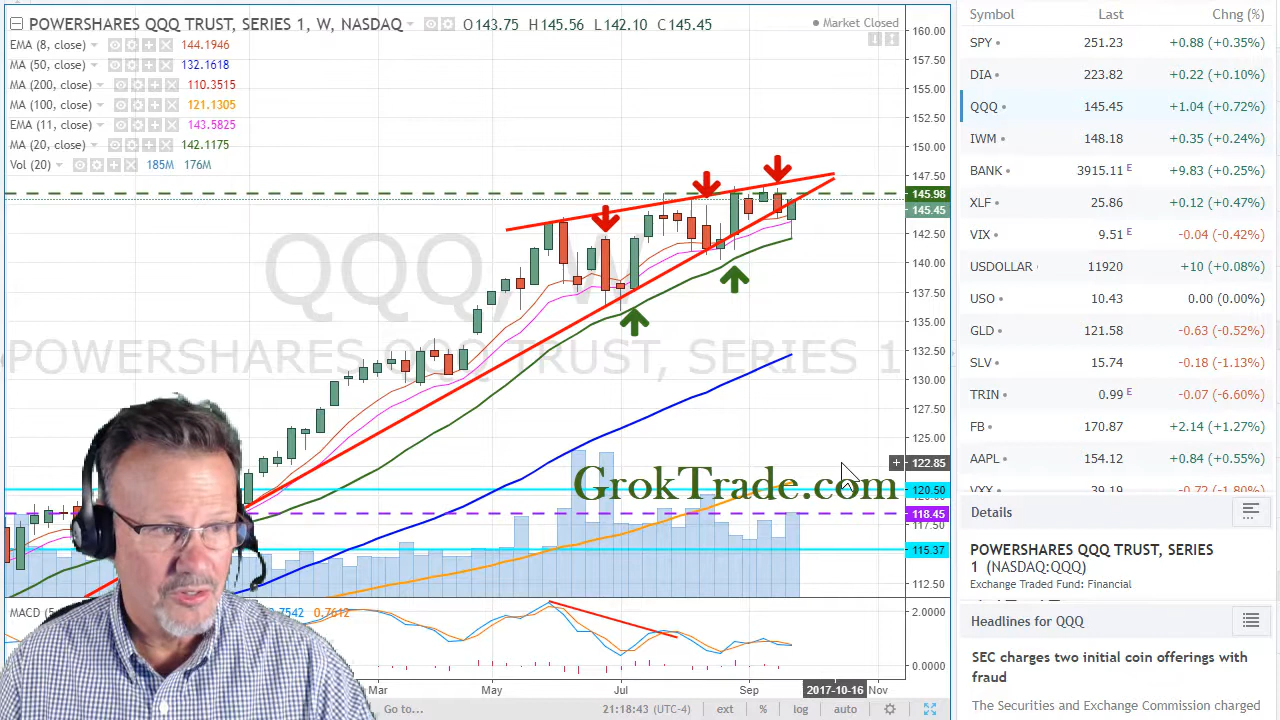 POWERSHARES QQQ TRUST, SERIES 1, W, NASDAQ O143.75 H145.56 L142.10 C145.45
Market Closed
EMA (8, close) 144.1946
MA (50, close) 132.1618
MA (200, close) 110.3515
MA (100, close) 121.1305
EMA (11, close) 143.5825
MA (20, close) 142.1175
Vol (20) 185M 176M
QQQ, W
POWERSHARES QQQ TRUST, SERIES 1
GrokTrade.com
160.00
157.50
155.00
152.50
150.00
147.50
145.98
145.45
142.50
140.00
137.50
135.00
132.50
130.00
127.50
125.00
122.85
120.50
118.45
117.50
115.37
112.50
MACD (5
0.7612
2.0000
0.0000
Mar May Jul Sep 2017-10-16 Nov
Go to... 21:18:43 (UTC-4) ext % log auto
Symbol Last Chng (%)
SPY 251.23 +0.88 (+0.35%)
DIA 223.82 +0.22 (+0.10%)
QQQ 145.45 +1.04 (+0.72%)
IWM 148.18 +0.35 (+0.24%)
BANK 3915.11 E +9.83 (+0.25%)
XLF 25.86 +0.12 (+0.47%)
VIX 9.51 E -0.04 (-0.42%)
USDOLLAR 11920 +10 (+0.08%)
USO 10.43 0.00 (0.00%)
GLD 121.58 -0.63 (-0.52%)
SLV 15.74 -0.18 (-1.13%)
TRIN 0.99 E -0.07 (-6.60%)
FB 170.87 +2.14 (+1.27%)
AAPL 154.12 +0.84 (+0.55%)
VXX 39.19 -0.72 (-1.80%)
Details
POWERSHARES QQQ TRUST, SERIES
1 (NASDAQ:QQQ)
Exchange Traded Fund: Financial
Headlines for QQQ
SEC charges two initial coin offerings with
fraud
The Securities and Exchange Commission charged